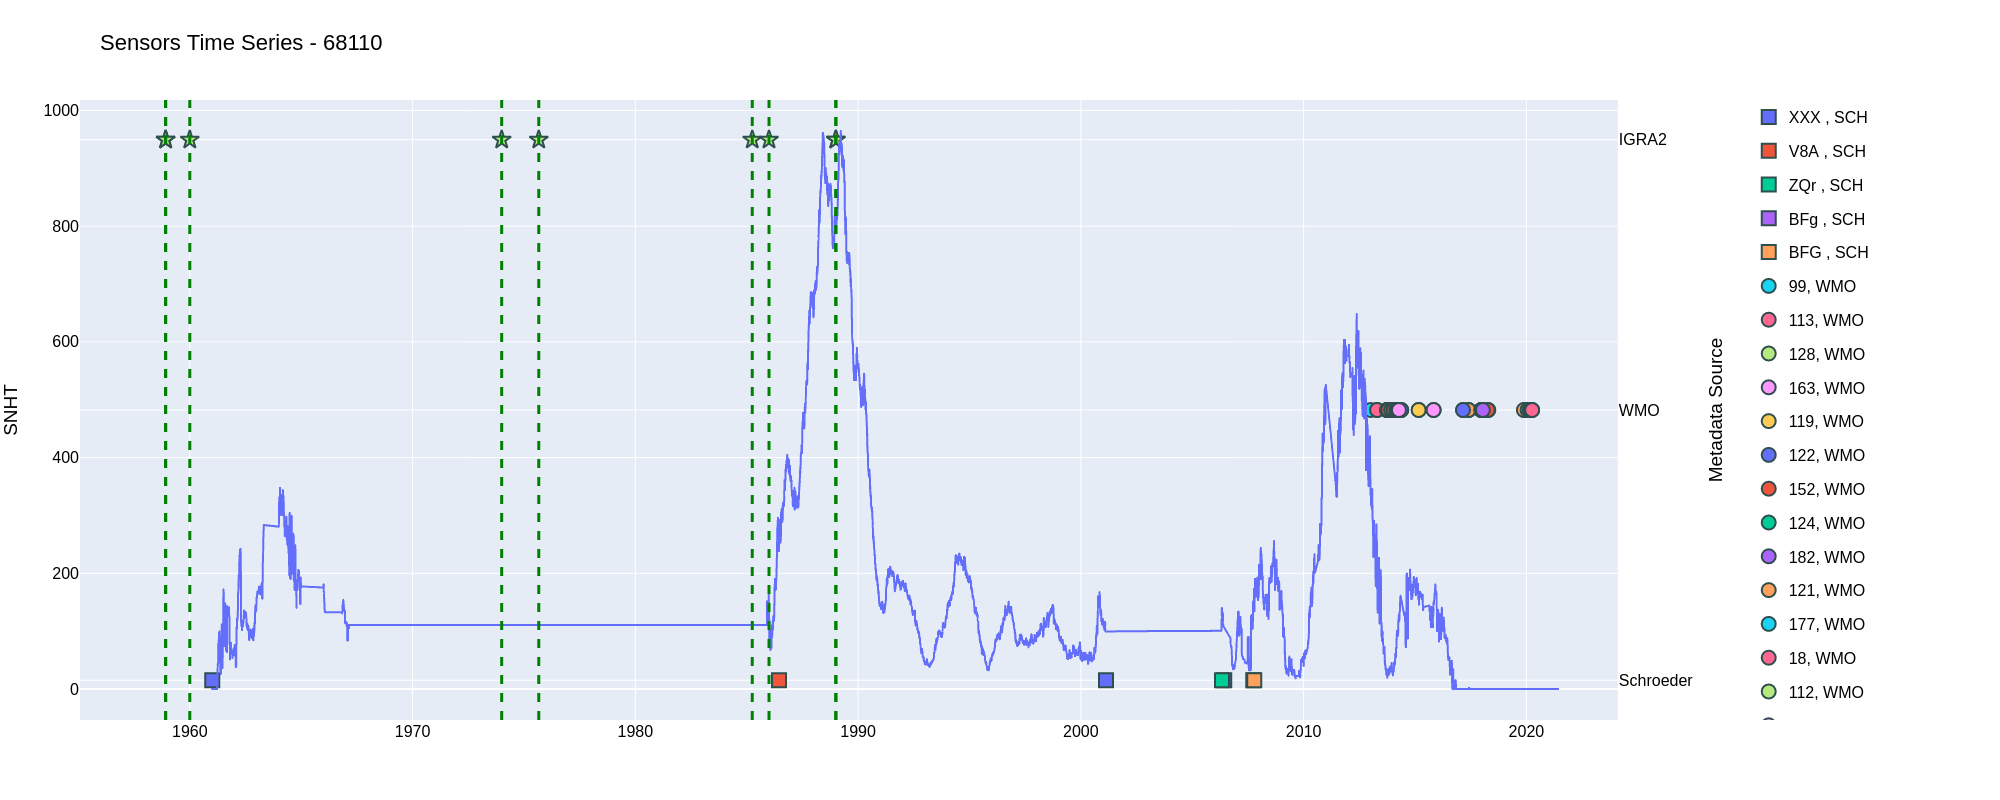 Sensors Time Series - 68110
SNHT
1000
800
600
400
200
0
1960
1970
1980
1990
2000
2010
2020
IGRA2
WMO
Schroeder
Metadata Source
XXX , SCH
V8A , SCH
ZQr , SCH
BFg , SCH
BFG , SCH
99, WMO
113, WMO
128, WMO
163, WMO
119, WMO
122, WMO
152, WMO
124, WMO
182, WMO
121, WMO
177, WMO
18, WMO
112, WMO